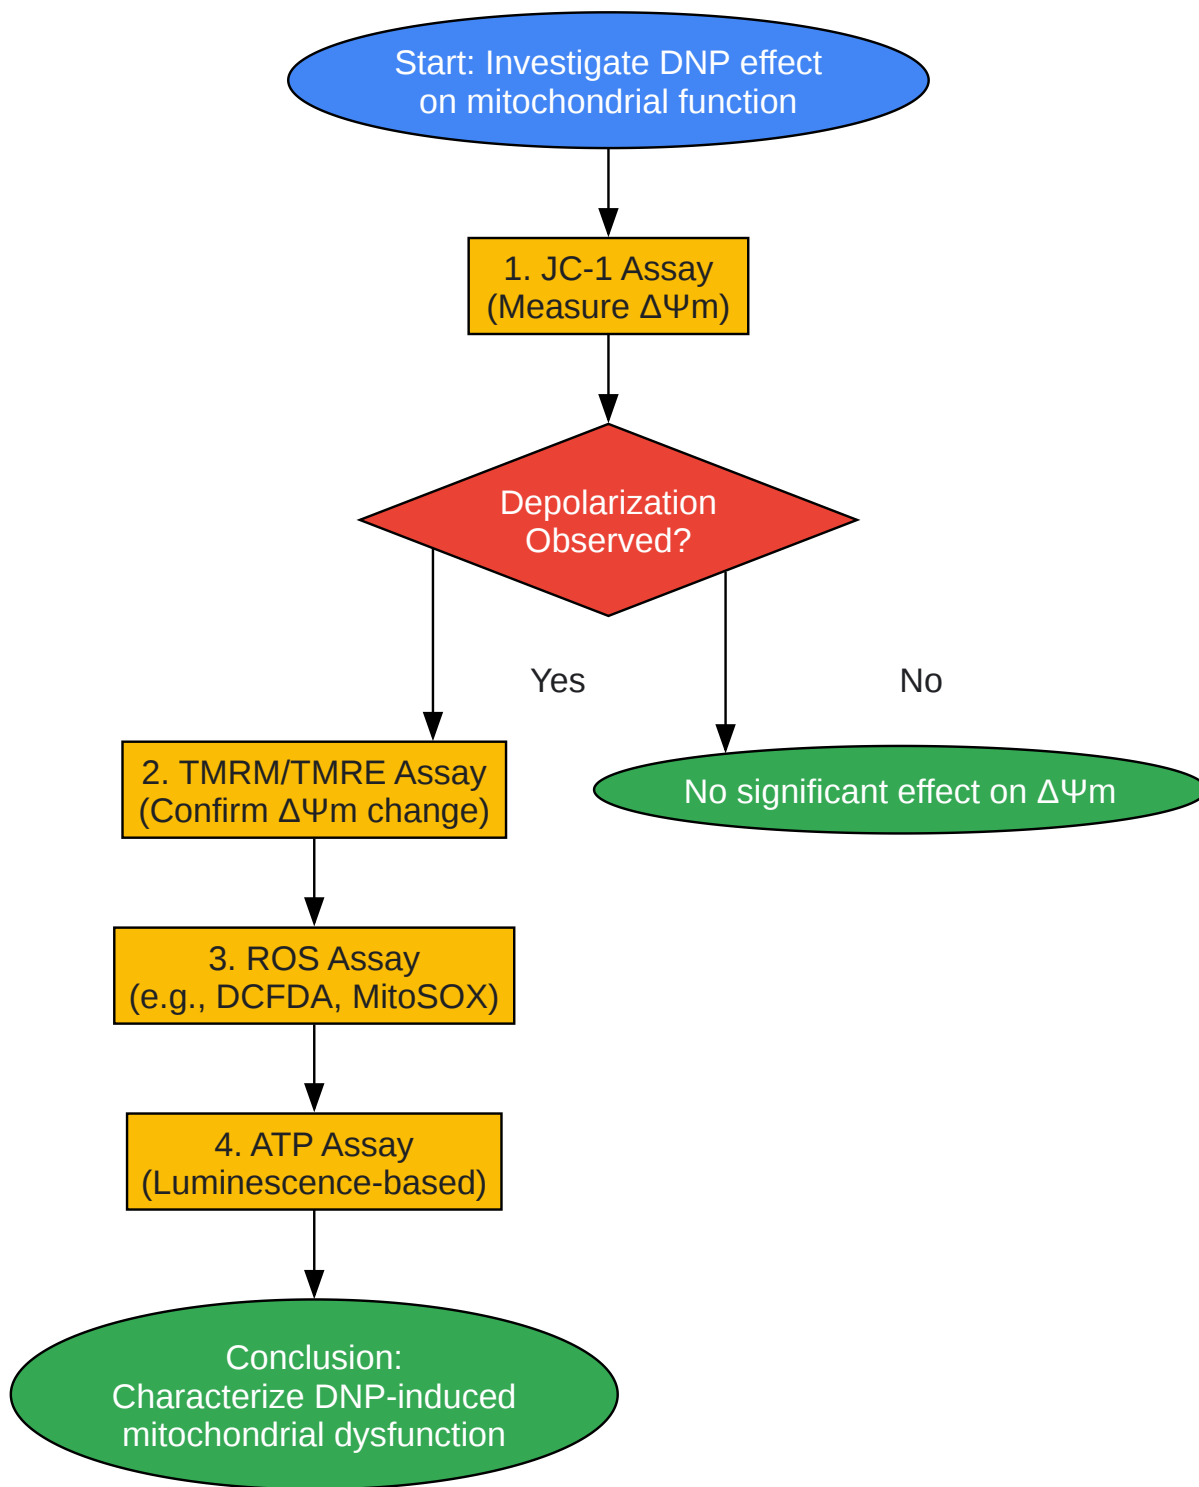 Start: Investigate DNP effect
on mitochondrial function
1. JC-1 Assay
(Measure ΔΨm)
Depolarization
Observed?
Yes
No
2. TMRM/TMRE Assay
(Confirm ΔΨm change)
No significant effect on ΔΨm
3. ROS Assay
(e.g., DCFDA, MitoSOX)
4. ATP Assay
(Luminescence-based)
Conclusion:
Characterize DNP-induced
mitochondrial dysfunction